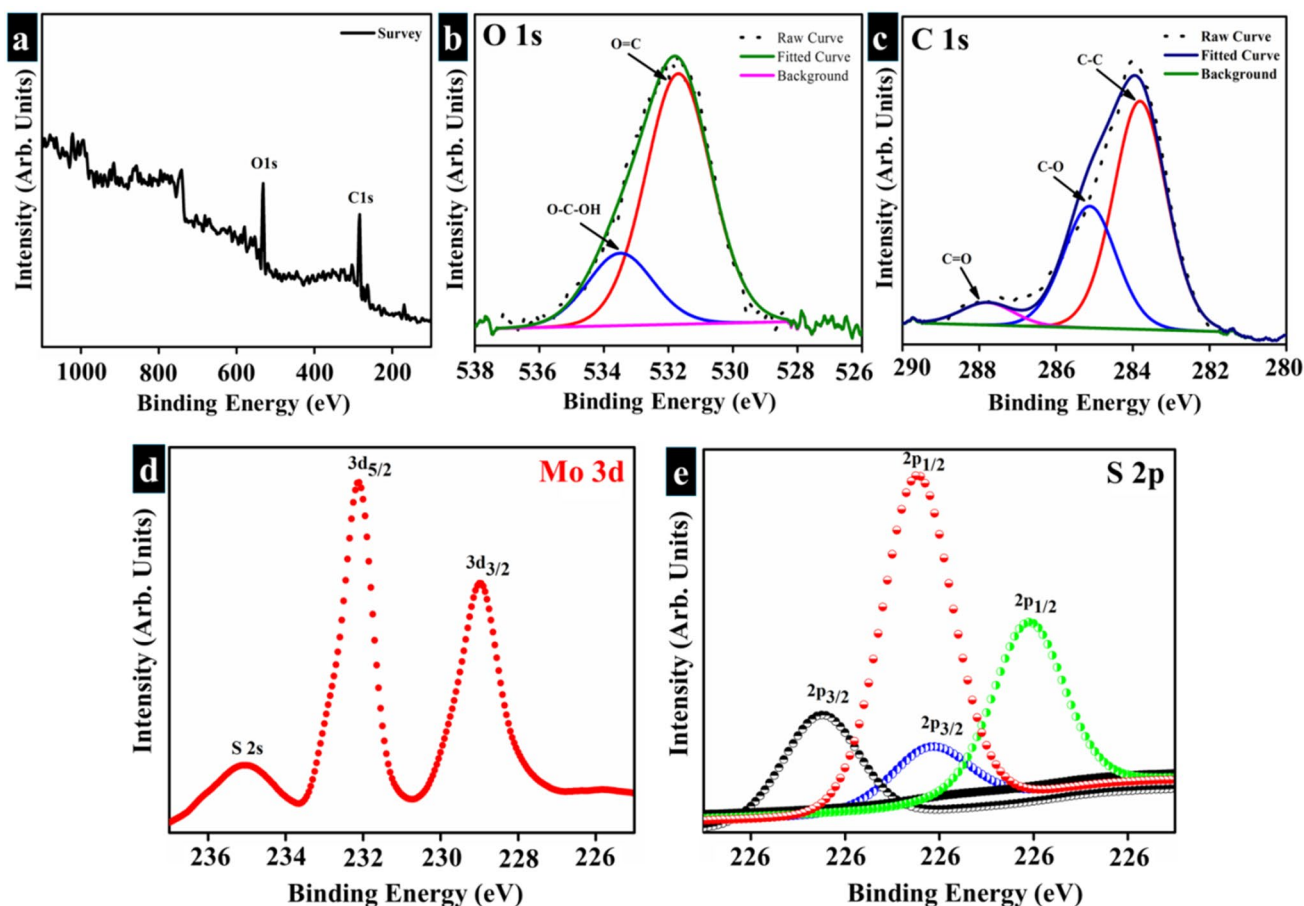 a
Survey
O1s
C1s
Intensity (Arb. Units)
1000 800 600 400 200
Binding Energy (eV)
b
O 1s
Raw Curve
Fitted Curve
Background
O=C
O-C-OH
Intensity (Arb. Units)
538 536 534 532 530 528 526
Binding Energy (eV)
c
C 1s
Raw Curve
Fitted Curve
Background
C-C
C-O
C=O
Intensity (Arb. Units)
290 288 286 284 282 280
Binding Energy (eV)
d
Mo 3d
3d5/2
3d3/2
S 2s
Intensity (Arb. Units)
236 234 232 230 229 228 226
Binding Energy (eV)
e
S 2p
2p1/2
2p1/2
2p3/2
2p3/2
Intensity (Arb. Units)
226 226 226 226 226
Binding Energy (eV)